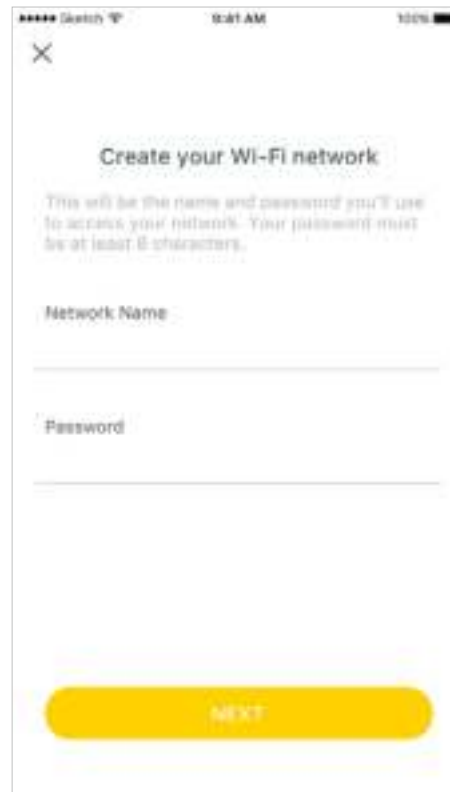 Sketch 9:41 AM 100%
Create your Wi-Fi network
This will be the name and password you'll use
to access your network. Your password must
be at least 8 characters.
Network Name
Password
NEXT